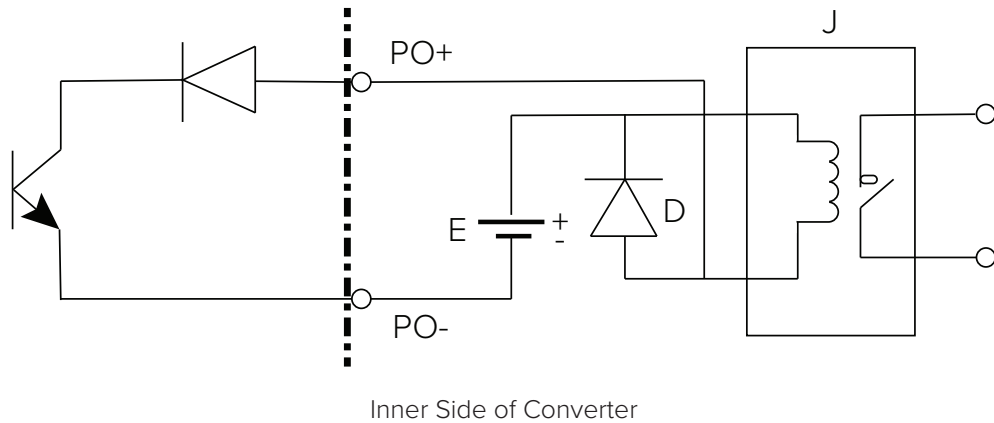 J
PO+
E
+
-
D
PO-
Inner Side of Converter